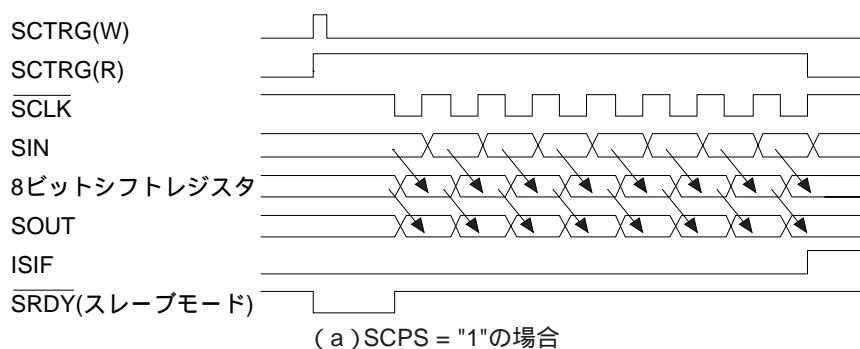 SCTRG(W)
SCTRG(R)
SCLK
SIN
8ビットシフトレジスタ
SOUT
ISIF
SRDY(スレーブモード)
(a)SCPS = "1"の場合